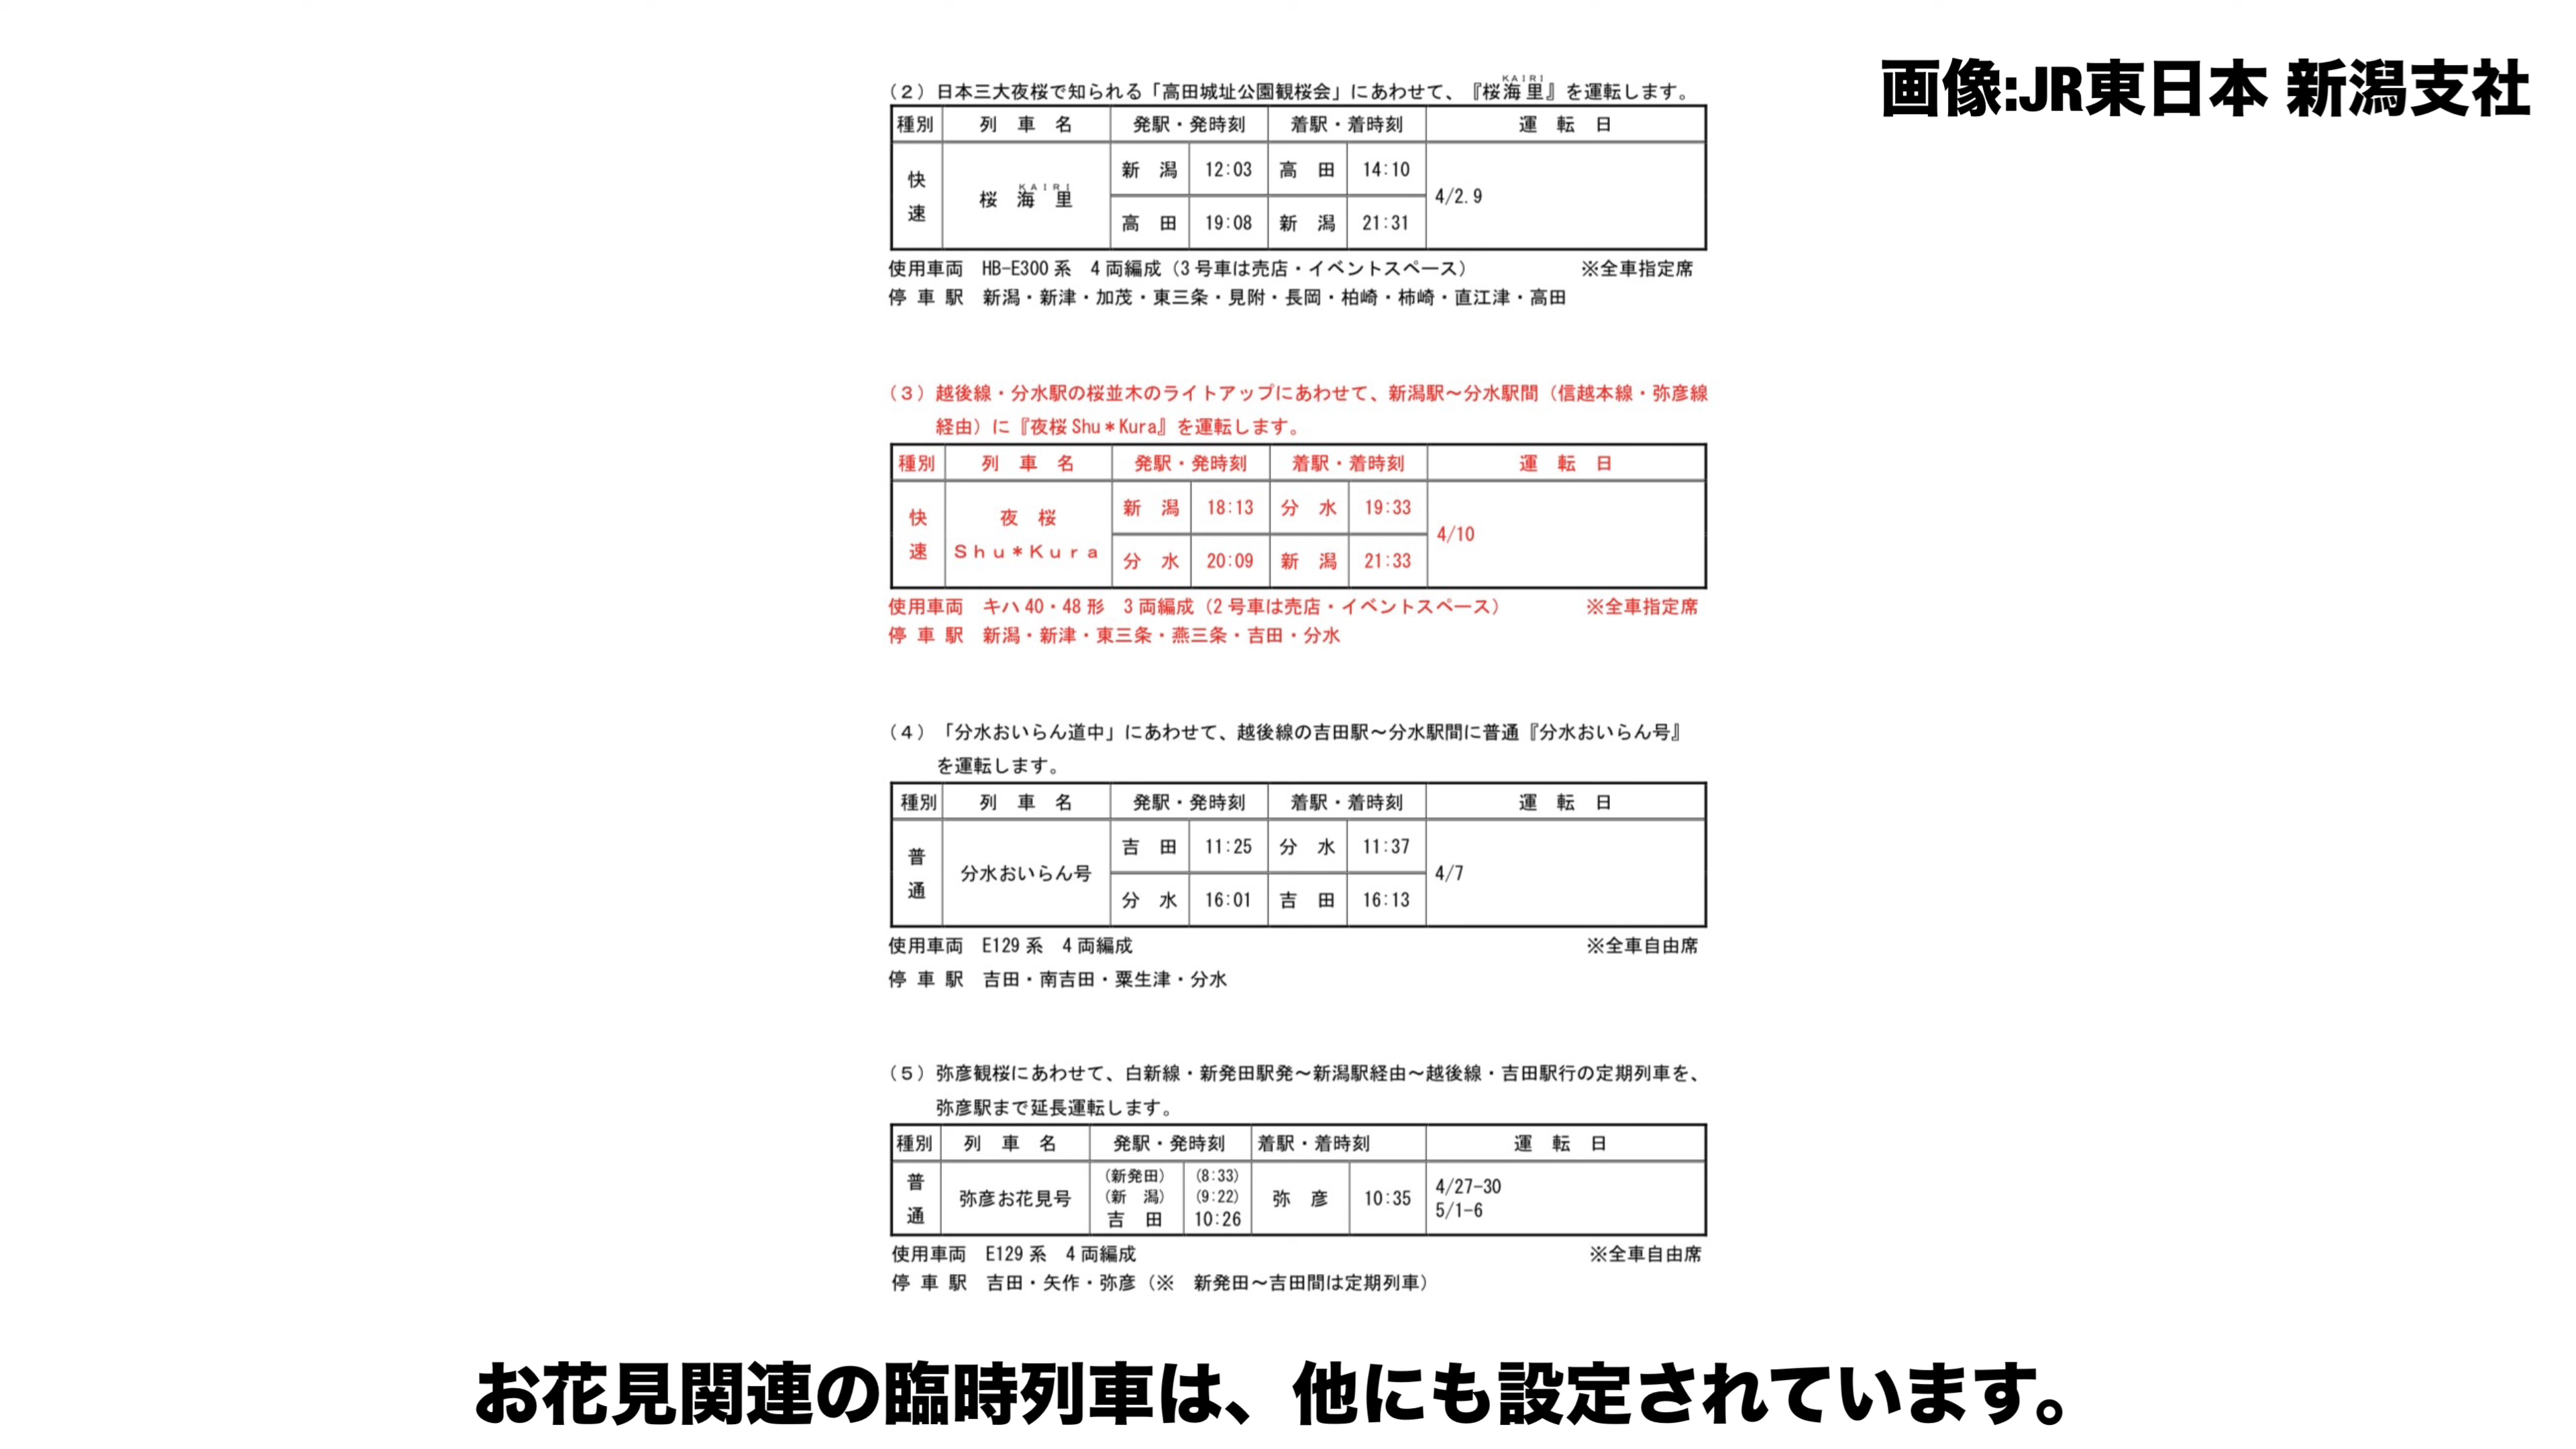 画像:JR東日本 新潟支社
(2) 日本三大夜桜で知られる「高田城址公園観桜会」にあわせて、『桜海里』を運転します。
KAIRI
種別 列 車 名 発駅・発時刻 着駅・着時刻 運 転 日
快速 桜 海 里 KAIRI 新 潟 12:03 高 田 14:10 4/2.9
高 田 19:08 新 潟 21:31
使用車両 HB-E300系 4両編成(3号車は売店・イベントスペース) ※全車指定席
停 車 駅 新潟・新津・加茂・東三条・見附・長岡・柏崎・柿崎・直江津・高田
(3) 越後線・分水駅の桜並木のライトアップにあわせて、新潟駅～分水駅間(信越本線・弥彦線
経由)に『夜桜Shu*Kura』を運転します。
種別 列 車 名 発駅・発時刻 着駅・着時刻 運 転 日
快速 夜 桜 Shu*Kura 新 潟 18:13 分 水 19:33 4/10
分 水 20:09 新 潟 21:33
使用車両 キハ40・48形 3両編成(2号車は売店・イベントスペース) ※全車指定席
停 車 駅 新潟・新津・東三条・燕三条・吉田・分水
(4) 「分水おいらん道中」にあわせて、越後線の吉田駅～分水駅間に普通『分水おいらん号』
を運転します。
種別 列 車 名 発駅・発時刻 着駅・着時刻 運 転 日
普通 分水おいらん号 吉 田 11:25 分 水 11:37 4/7
分 水 16:01 吉 田 16:13
使用車両 E129系 4両編成 ※全車自由席
停 車 駅 吉田・南吉田・粟生津・分水
(5) 弥彦観桜にあわせて、白新線・新発田駅発～新潟駅経由～越後線・吉田駅行の定期列車を、
弥彦駅まで延長運転します。
種別 列 車 名 発駅・発時刻 着駅・着時刻 運 転 日
普通 弥彦お花見号 (新発田) (8:33) (新 潟) (9:22) 吉 田 10:26 弥 彦 10:35 4/27-30 5/1-6
使用車両 E129系 4両編成 ※全車自由席
停 車 駅 吉田・矢作・弥彦(※ 新発田～吉田間は定期列車)
お花見関連の臨時列車は、他にも設定されています。